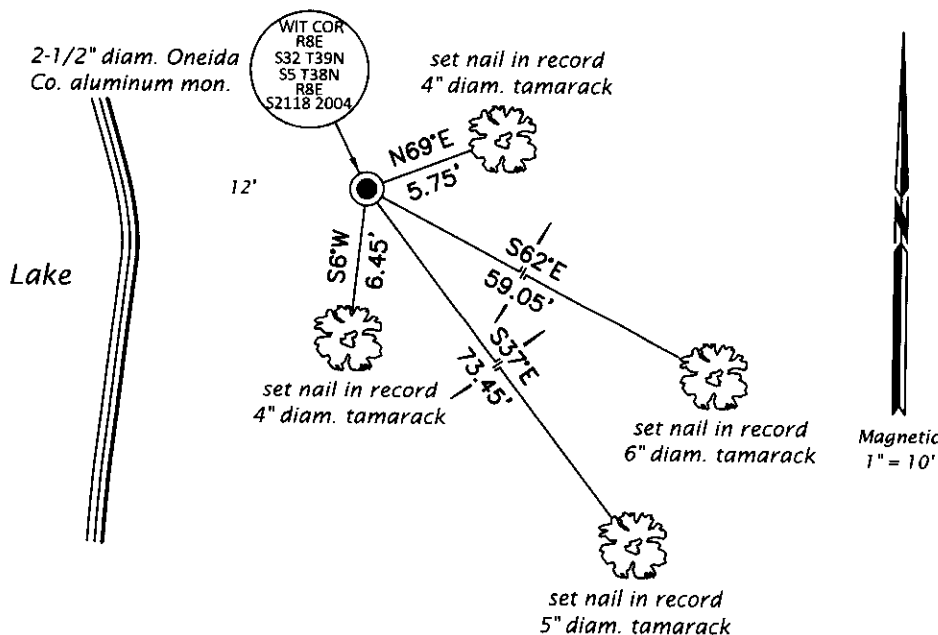 2-1/2" diam. Oneida
Co. aluminum mon.
WIT COR
R8E
S32 T39N
S5 T38N
R8E
S2118 2004
set nail in record
4" diam. tamarack
N69°E
5.75'
12'
S6°W
6.45'
S62°E
59.05'
S37°E
73.45'
Lake
set nail in record
4" diam. tamarack
set nail in record
6" diam. tamarack
set nail in record
5" diam. tamarack
N
Magnetic
1" = 10'